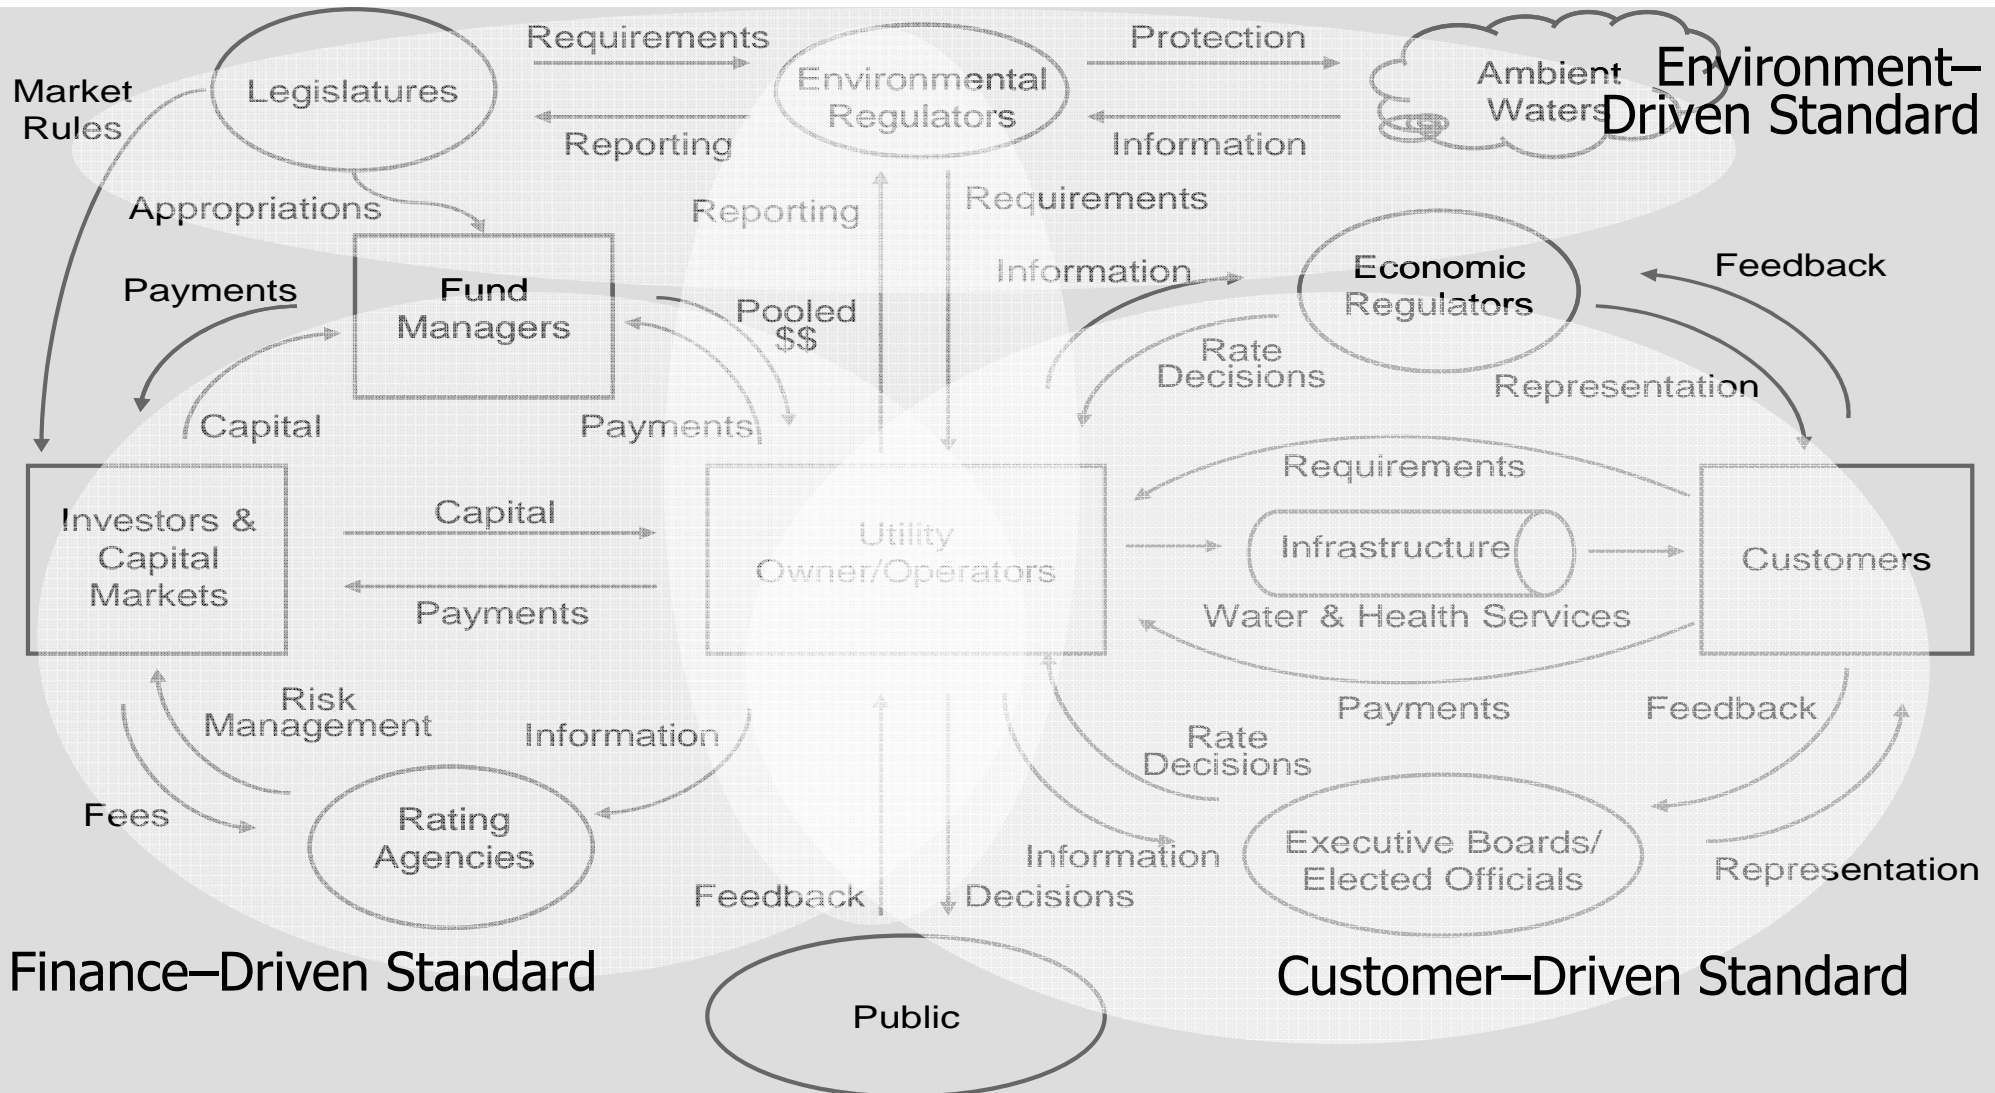 Requirements
Protection
Environment–
Driven Standard
Market
Rules
Legislatures
Environmental
Regulators
Ambient
Waters
Reporting
Information
Appropriations
Reporting
Requirements
Payments
Fund
Managers
Pooled
$$
Information
Economic
Regulators
Feedback
Rate
Decisions
Representation
Capital
Payments
Investors &
Capital
Markets
Capital
Payments
Utility
Owner/Operators
Requirements
Infrastructure
Water & Health Services
Payments
Customers
Risk
Management
Information
Rate
Decisions
Feedback
Fees
Rating
Agencies
Information
Executive Boards/
Elected Officials
Representation
Feedback
Decisions
Finance–Driven Standard
Customer–Driven Standard
Public